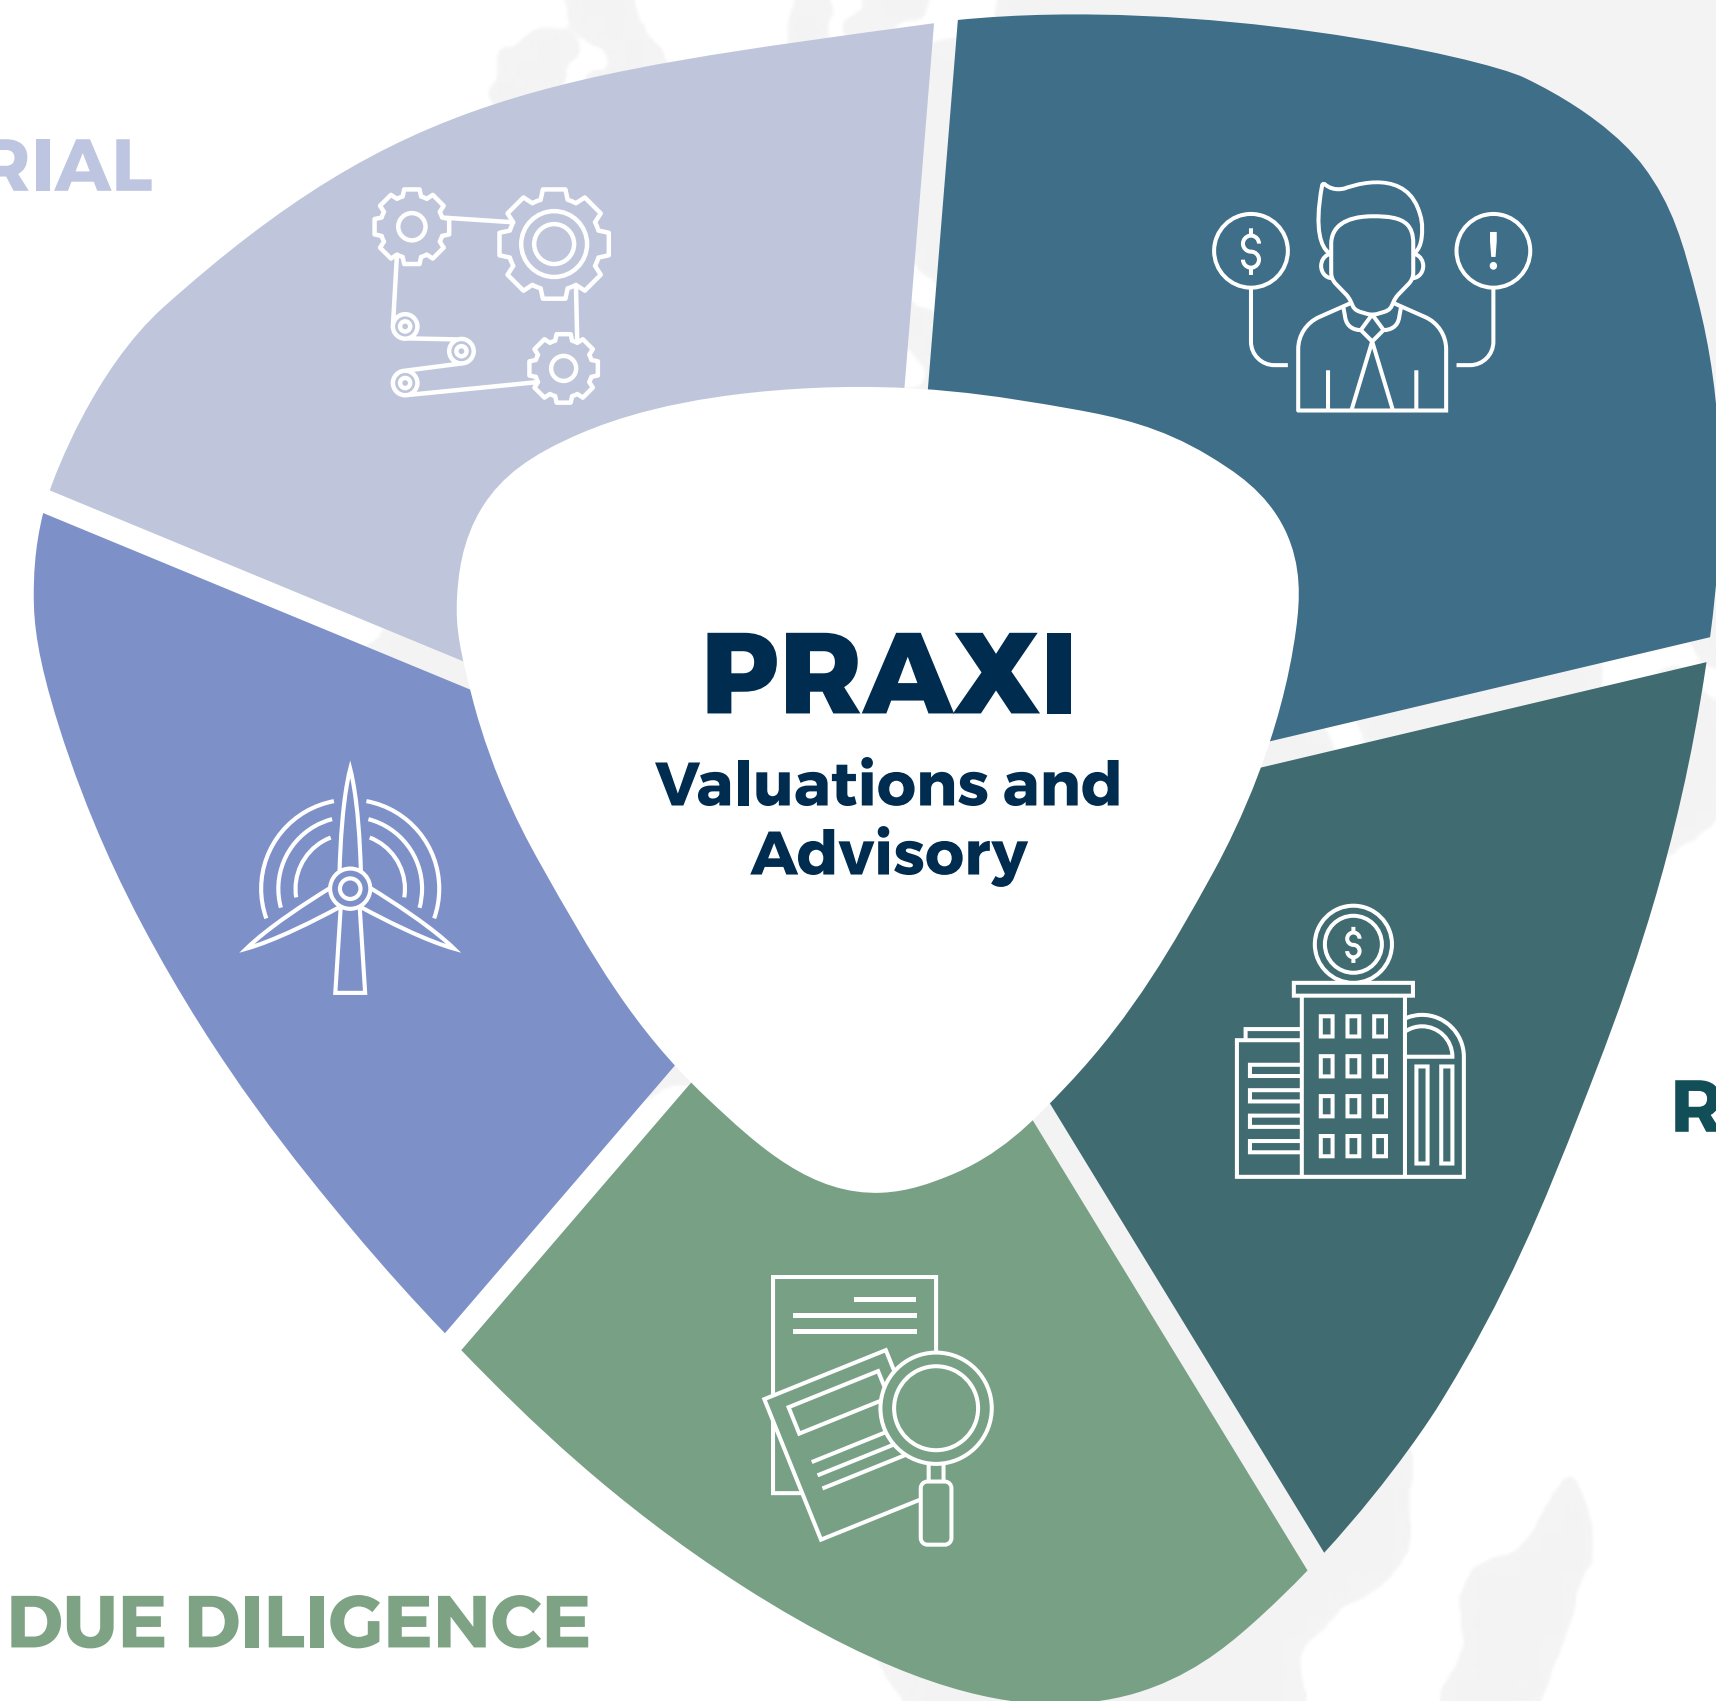 RIAL
$
!
PRAXI
Valuations and
Advisory
$
R
DUE DILIGENCE